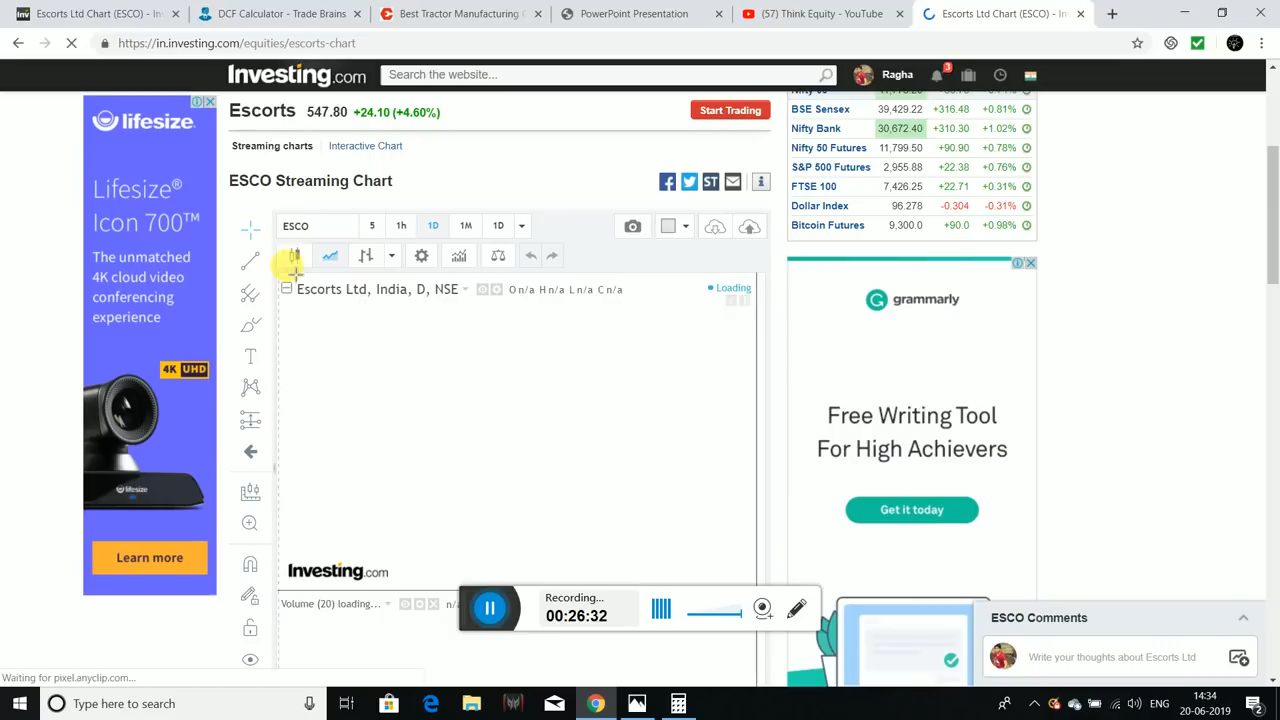 Escorts Ltd Chart (ESCO) - Inv
DCF Calculator - Trade Brains
Best Tractor Manufacturing C
PowerPoint Presentation
(57) Think Equity - YouTube
Escorts Ltd Chart (ESCO) - Inv
https://in.investing.com/equities/escorts-chart
Investing.com
Search the website...
Ragha
3
lifesize.
Lifesize®
Icon 700™
The unmatched
4K cloud video
conferencing
experience
4K UHD
lifesize
Learn more
Escorts 547.80 +24.10 (+4.60%)
Start Trading
Streaming charts Interactive Chart
ESCO Streaming Chart
ST
ESCO 5 1h 1D 1M 1D
Escorts Ltd, India, D, NSE O n/a H n/a L n/a C n/a
Loading
T
Investing.com
Volume (20) loading...
BSE Sensex 39,429.22 +316.48 +0.81%
Nifty Bank 30,672.40 +310.30 +1.02%
Nifty 50 Futures 11,799.50 +90.90 +0.78%
S&P 500 Futures 2,955.88 +22.38 +0.76%
FTSE 100 7,426.25 +22.71 +0.31%
Dollar Index 96.278 -0.304 -0.31%
Bitcoin Futures 9,300.0 +90.0 +0.98%
grammarly
Free Writing Tool
For High Achievers
Get it today
Recording...
00:26:32
ESCO Comments
Write your thoughts about Escorts Ltd
Waiting for pixel.anyclip.com...
Type here to search
ENG
14:34
20-06-2019
2